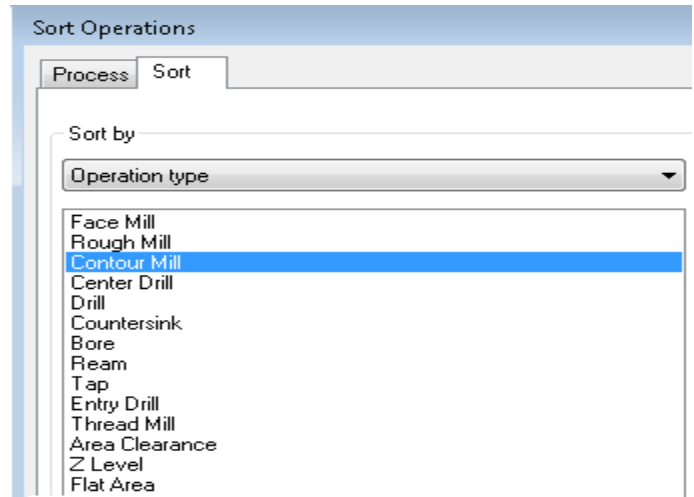 Sort Operations
Process Sort
Sort by
Operation type
Face Mill
Rough Mill
Contour Mill
Center Drill
Drill
Countersink
Bore
Ream
Tap
Entry Drill
Thread Mill
Area Clearance
Z Level
Flat Area